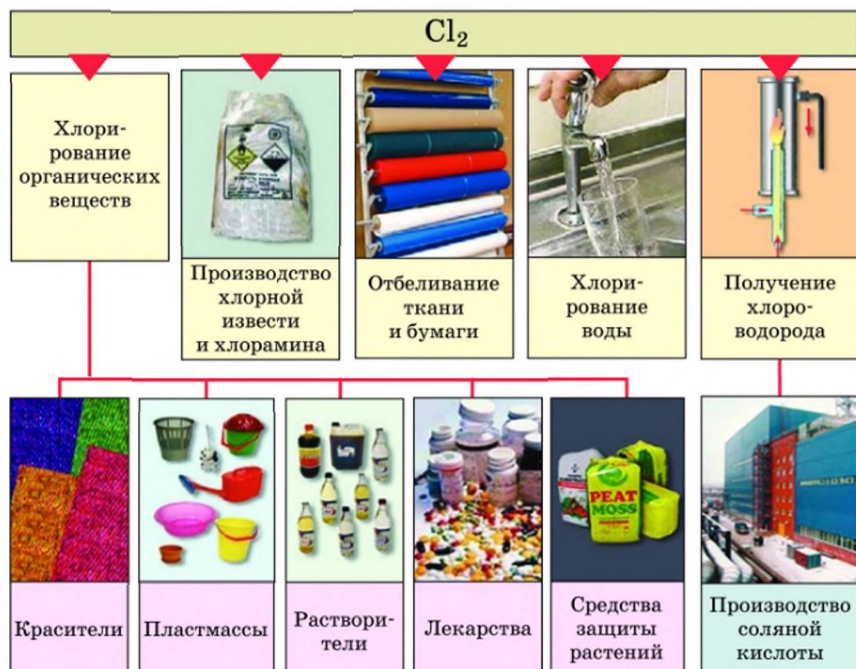 Cl₂
Хлори-
рование
органических
веществ
Производство
хлорной
извести
и хлорамина
Отбеливание
ткани
и бумаги
Хлори-
рование
воды
Получение
хлоро-
водорода
PEAT
MOSS
Красители
Пластмассы
Раствори-
тели
Лекарства
Средства
защиты
растений
Производство
соляной
кислоты